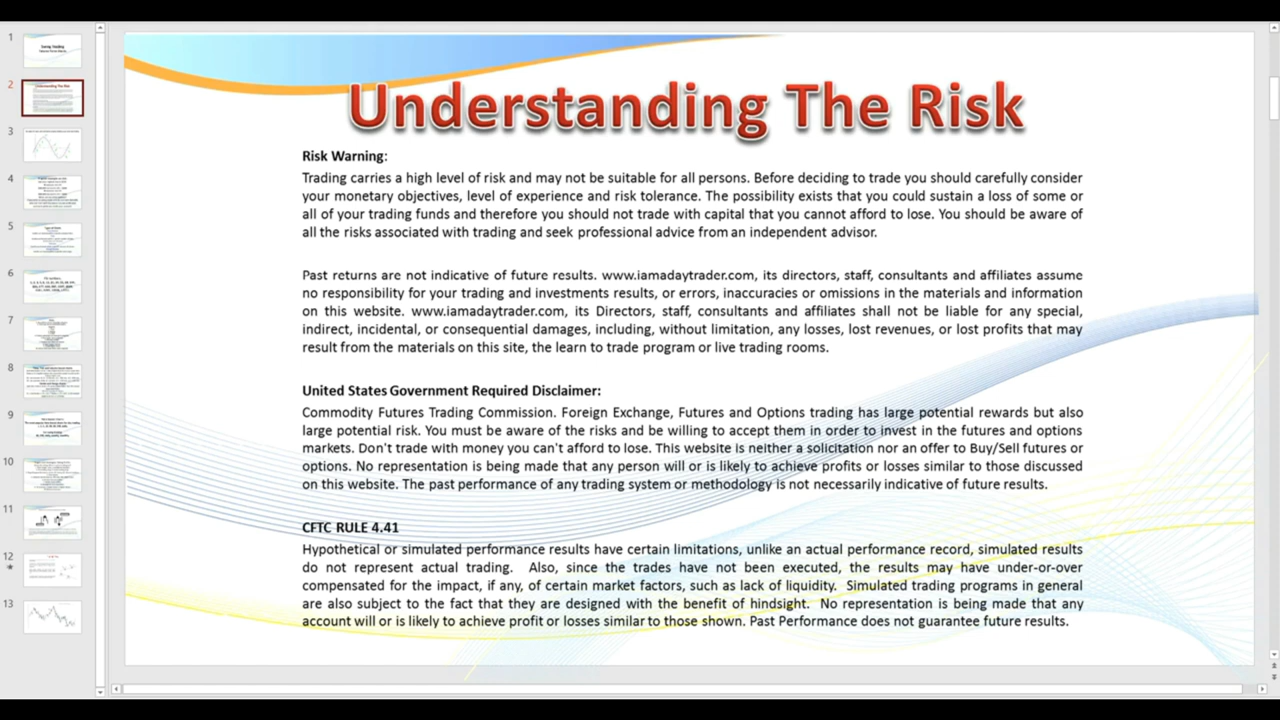 Understanding The Risk
Risk Warning:
Trading carries a high level of risk and may not be suitable for all persons. Before deciding to trade you should carefully consider
your monetary objectives, level of experience and risk tolerance. The possibility exists that you could sustain a loss of some or
all of your trading funds and therefore you should not trade with capital that you cannot afford to lose. You should be aware of
all the risks associated with trading and seek professional advice from an independent advisor.
Past returns are not indicative of future results. www.iamadaytrader.com, its directors, staff, consultants and affiliates assume
no responsibility for your trading and investments results, or errors, inaccuracies or omissions in the materials and information
on this website. www.iamadaytrader.com, its Directors, staff, consultants and affiliates shall not be liable for any special,
indirect, incidental, or consequential damages, including, without limitation, any losses, lost revenues, or lost profits that may
result from the materials on this site, the learn to trade program or live trading rooms.
United States Government Required Disclaimer:
Commodity Futures Trading Commission. Foreign Exchange, Futures and Options trading has large potential rewards but also
large potential risk. You must be aware of the risks and be willing to accept them in order to invest in the futures and options
markets. Don't trade with money you can't afford to lose. This website is neither a solicitation nor an offer to Buy/Sell futures or
options. No representation is being made that any person will or is likely to achieve profits or losses similar to those discussed
on this website. The past performance of any trading system or methodology is not necessarily indicative of future results.
CFTC RULE 4.41
Hypothetical or simulated performance results have certain limitations, unlike an actual performance record, simulated results
do not represent actual trading. Also, since the trades have not been executed, the results may have under-or-over
compensated for the impact, if any, of certain market factors, such as lack of liquidity. Simulated trading programs in general
are also subject to the fact that they are designed with the benefit of hindsight. No representation is being made that any
account will or is likely to achieve profit or losses similar to those shown. Past Performance does not guarantee future results.
1
2
Understanding The Risk
3
4
5
6
7
8
9
10
11
12
13